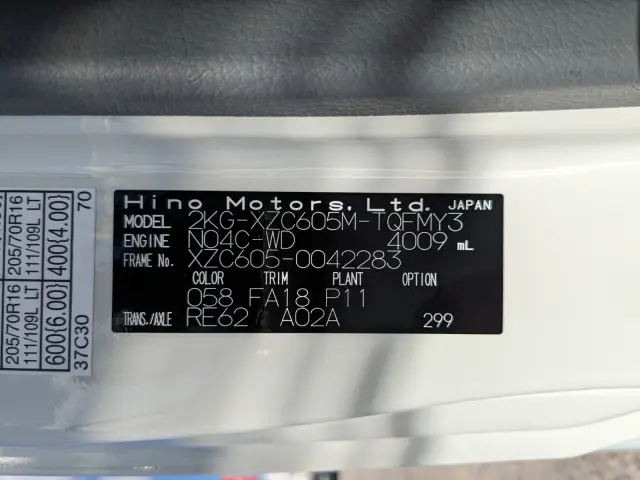 Hino Motors, Ltd. JAPAN
MODEL 2KG-XZC605M-TQFMY3
ENGINE N04C-WD 4009 mL
FRAME No. XZC605-0042283
COLOR TRIM PLANT OPTION
058 FA18 P11
TRANS./AXLE RE62 A02A 299
205/70R16 205/70R16
111/109L LT 111/109L LT
600{6.00} 400{4.00}
37C30 70